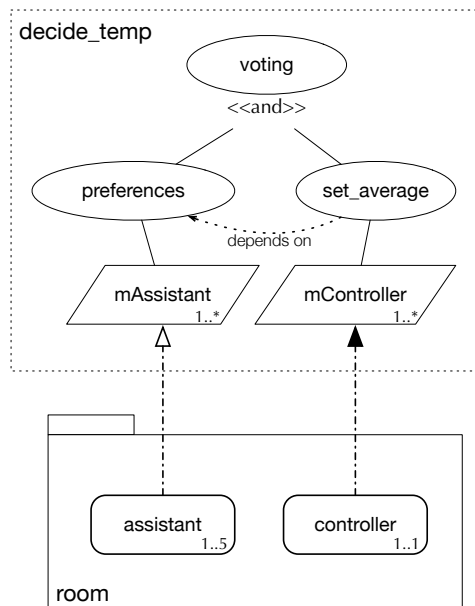 decide_temp
voting
<<and>>
preferences
set_average
depends on
mAssistant
1..*
mController
1..*
assistant
1..5
controller
1..1
room